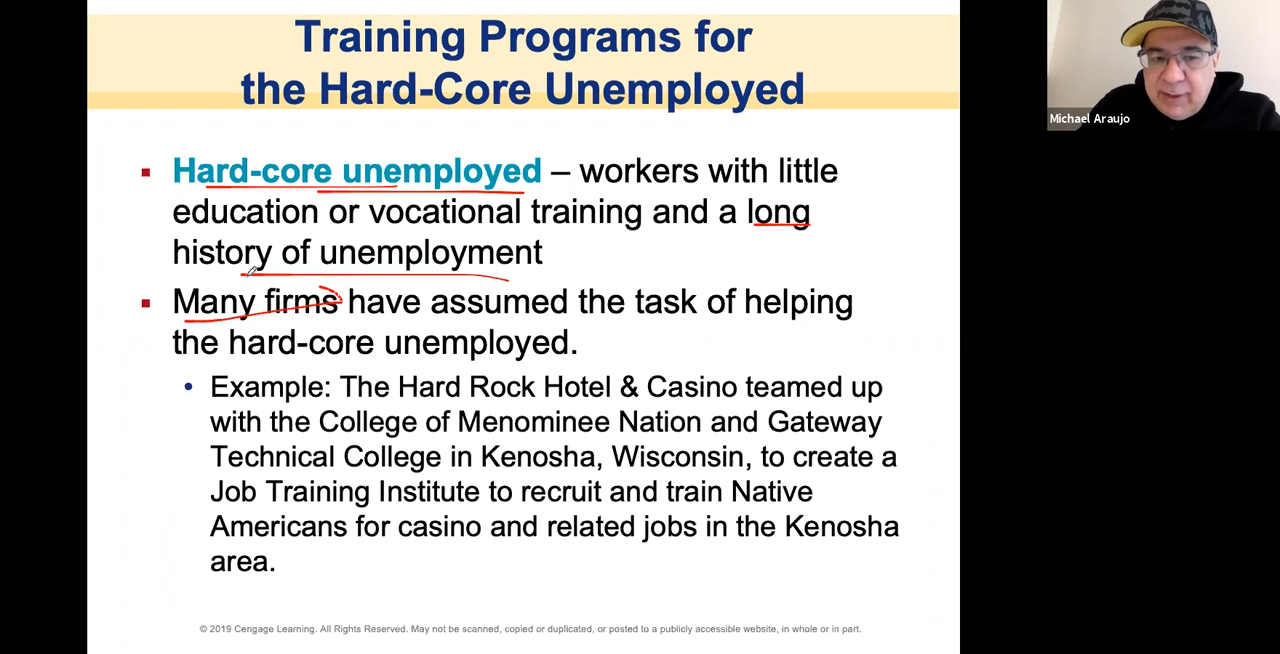 Training Programs for
the Hard-Core Unemployed
▪ Hard-core unemployed – workers with little
education or vocational training and a long
history of unemployment
▪ Many firms have assumed the task of helping
the hard-core unemployed.
• Example: The Hard Rock Hotel & Casino teamed up
with the College of Menominee Nation and Gateway
Technical College in Kenosha, Wisconsin, to create a
Job Training Institute to recruit and train Native
Americans for casino and related jobs in the Kenosha
area.
© 2019 Cengage Learning. All Rights Reserved. May not be scanned, copied or duplicated, or posted to a publicly accessible website, in whole or in part.
Michael Araujo